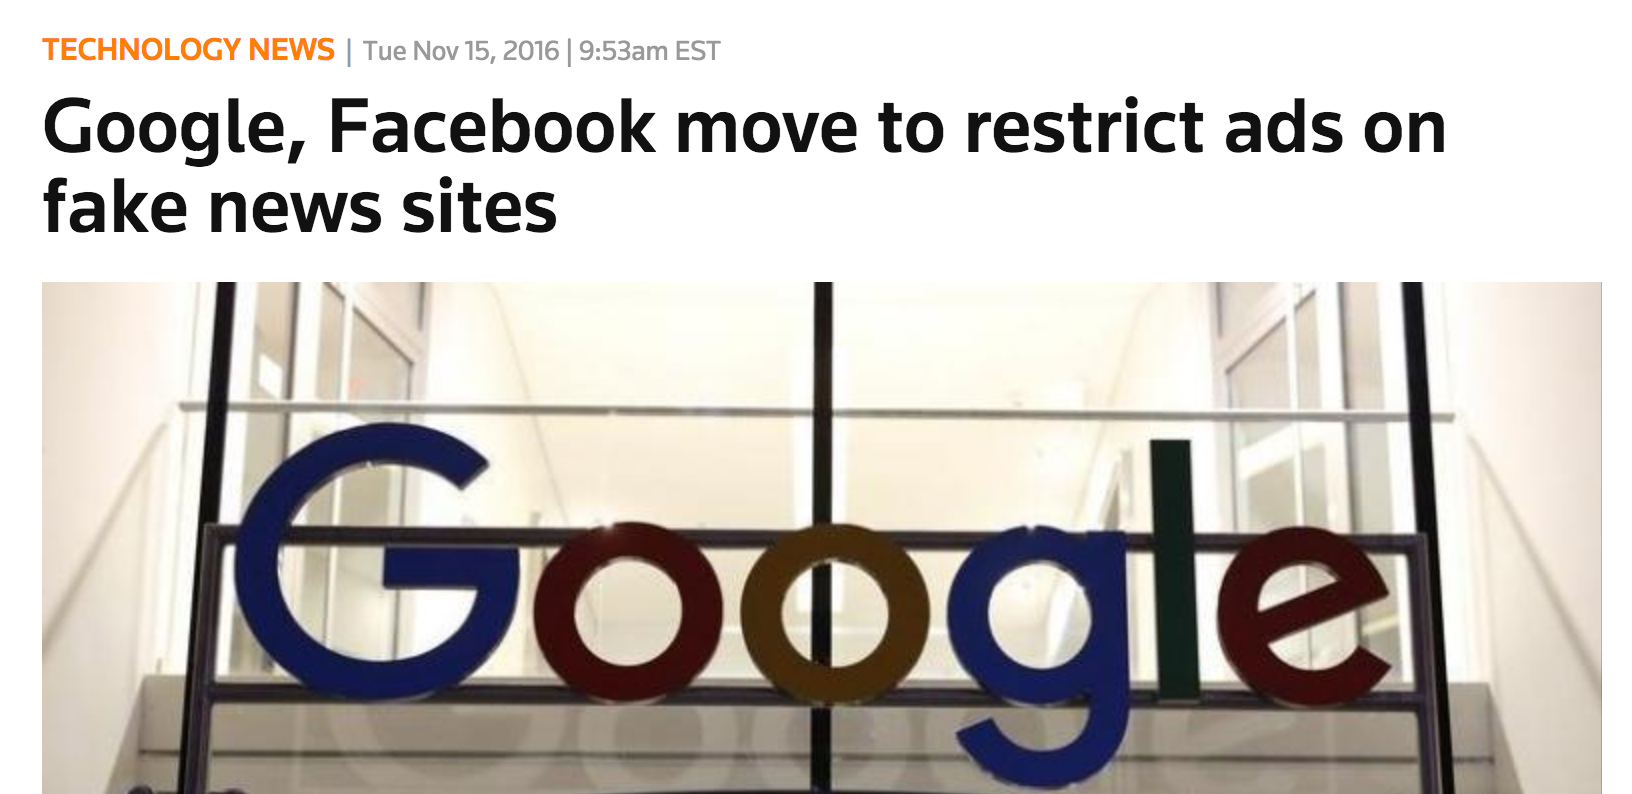 TECHNOLOGY NEWS | Tue Nov 15, 2016 | 9:53am EST
Google, Facebook move to restrict ads on
fake news sites
Google